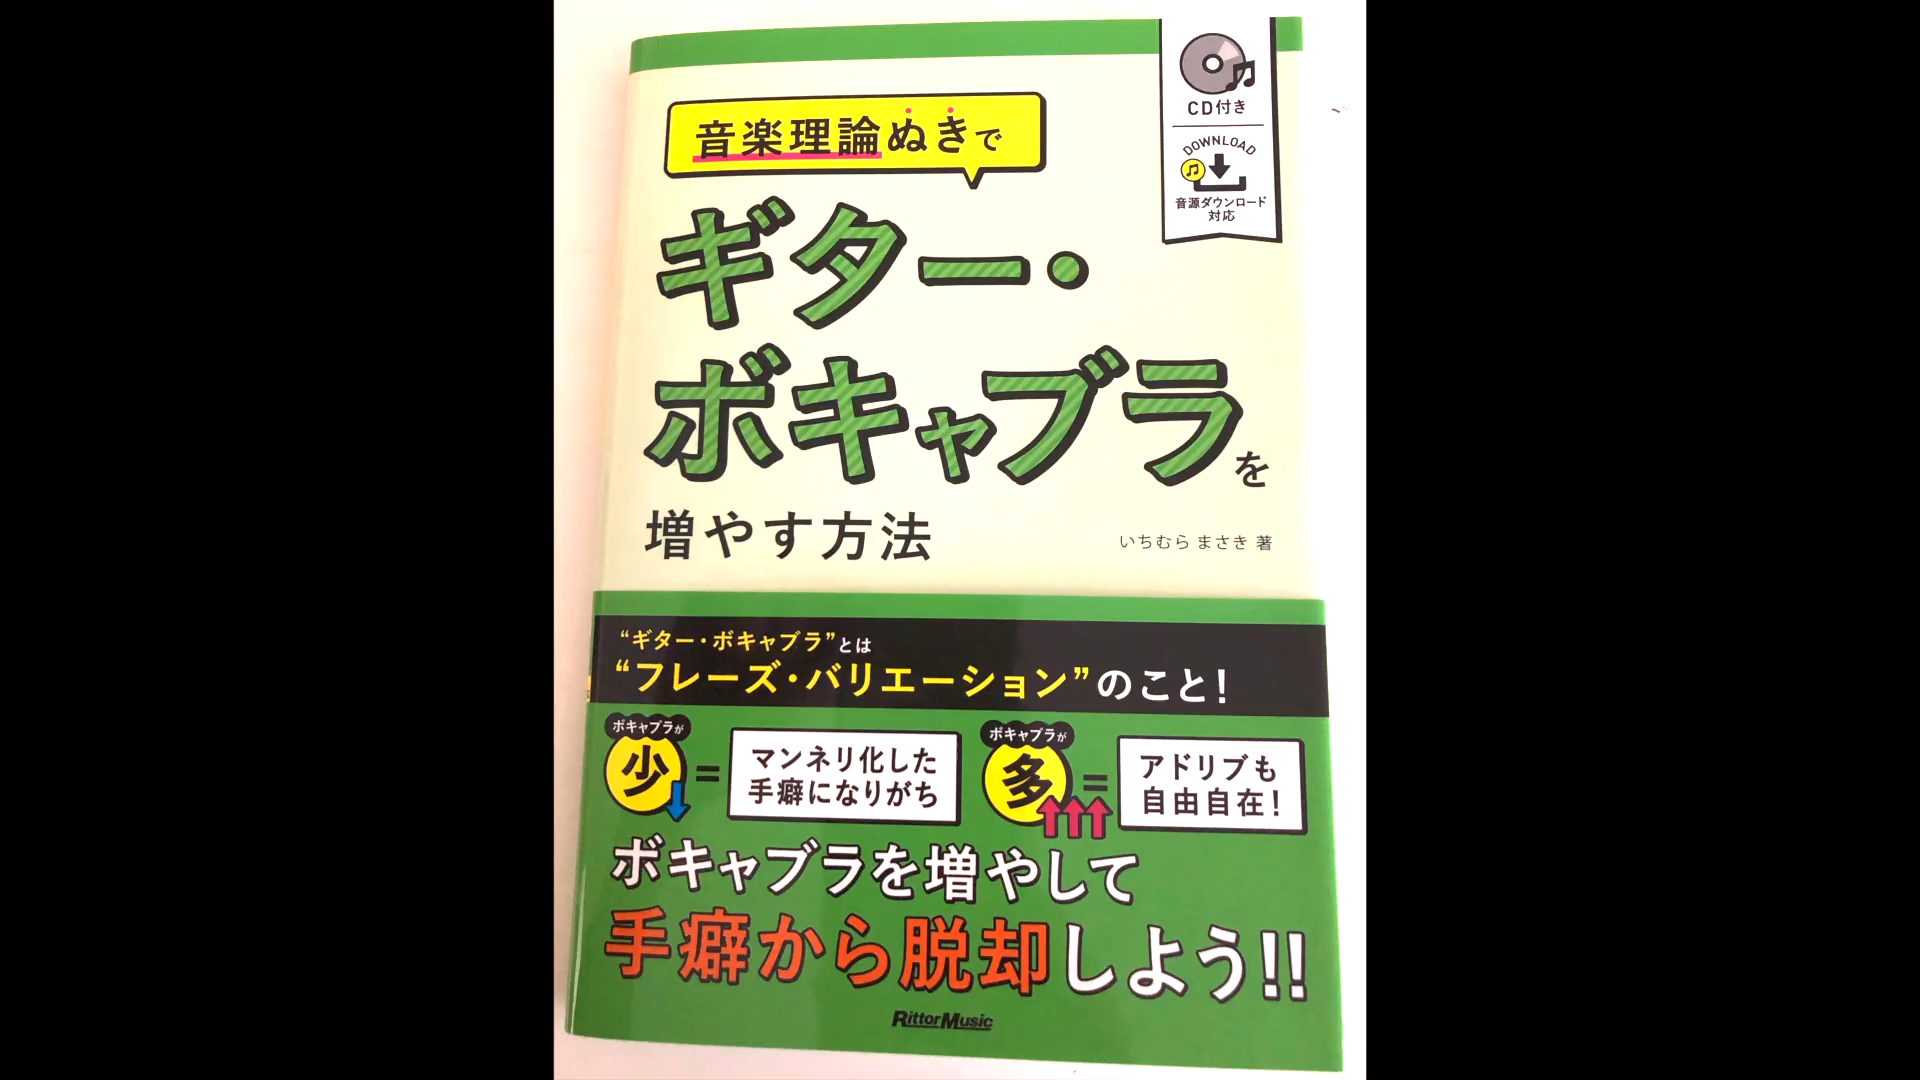 CD付き
DOWNLOAD
音源ダウンロード
対応
音楽理論ぬきで
ギター・
ボキャブラを
増やす方法
いちむら まさき 著
“ギター・ボキャブラ”とは
“フレーズ・バリエーション”のこと!
ボキャブラが
少
=
マンネリ化した
手癖になりがち
ボキャブラが
多
=
アドリブも
自由自在!
ボキャブラを増やして
手癖から脱却しよう!!
RittorMusic